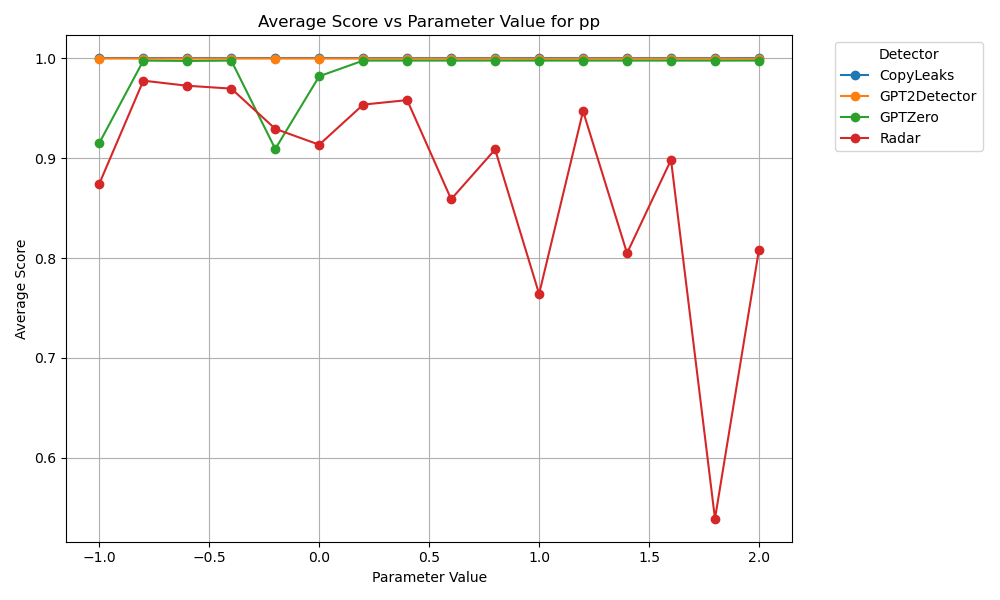 Average Score vs Parameter Value for pp
Detector
CopyLeaks
GPT2Detector
GPTZero
Radar
Average Score
1.0
0.9
0.8
0.7
0.6
−1.0
−0.5
0.0
0.5
1.0
1.5
2.0
Parameter Value